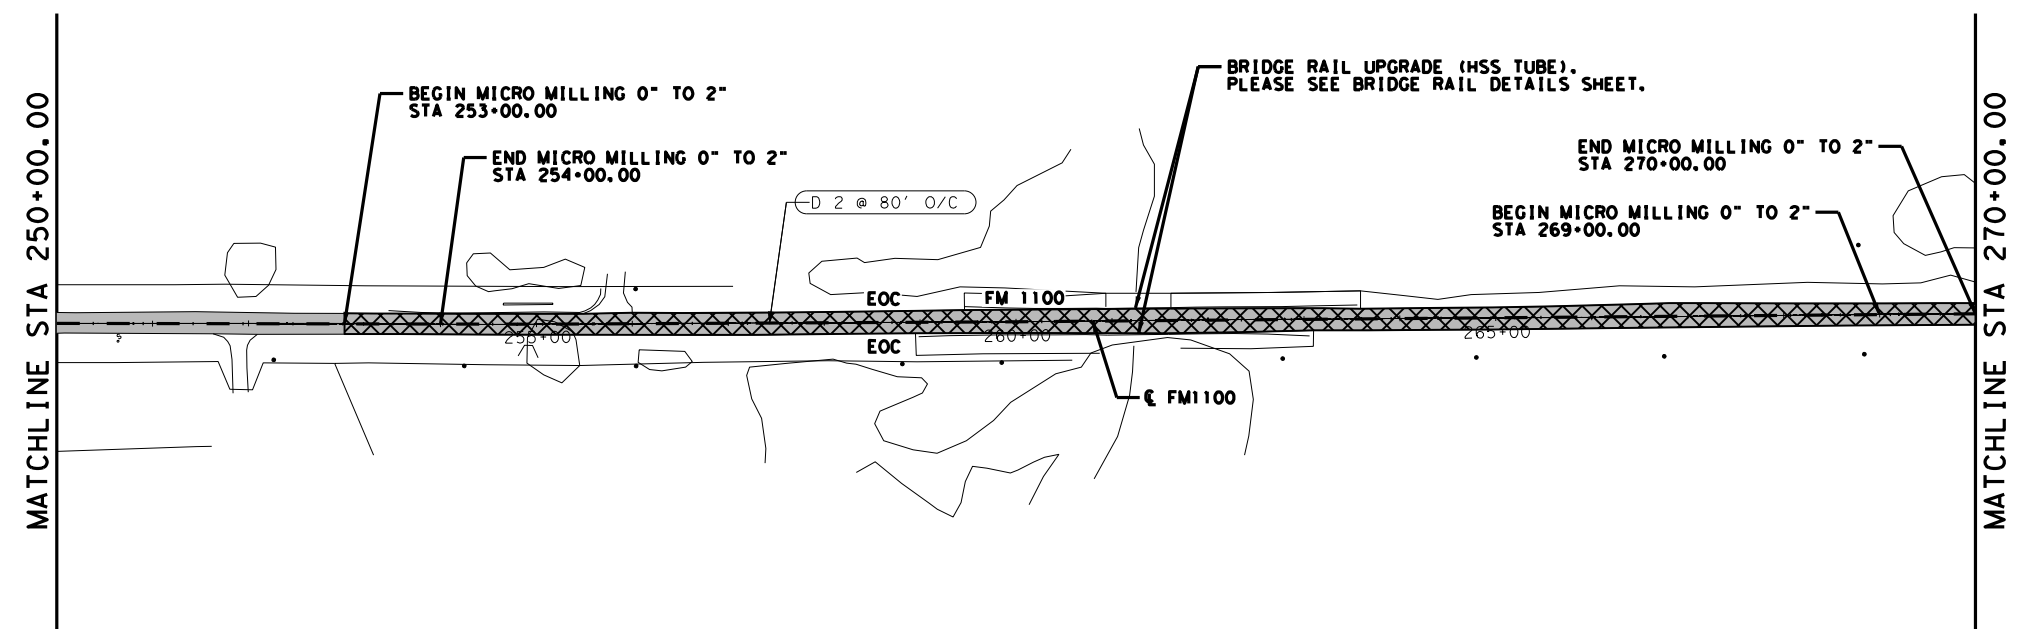 MATCHLINE STA 250+00.00
BEGIN MICRO MILLING 0" TO 2"
STA 253+00.00
END MICRO MILLING 0" TO 2"
STA 254+00.00
D 2 @ 80' O/C
BRIDGE RAIL UPGRADE (HSS TUBE).
PLEASE SEE BRIDGE RAIL DETAILS SHEET.
END MICRO MILLING 0" TO 2"
STA 270+00.00
BEGIN MICRO MILLING 0" TO 2"
STA 269+00.00
EOC
FM 1100
255+00
260+00
265+00
EOC
℄ FM1100
MATCHLINE STA 270+00.00